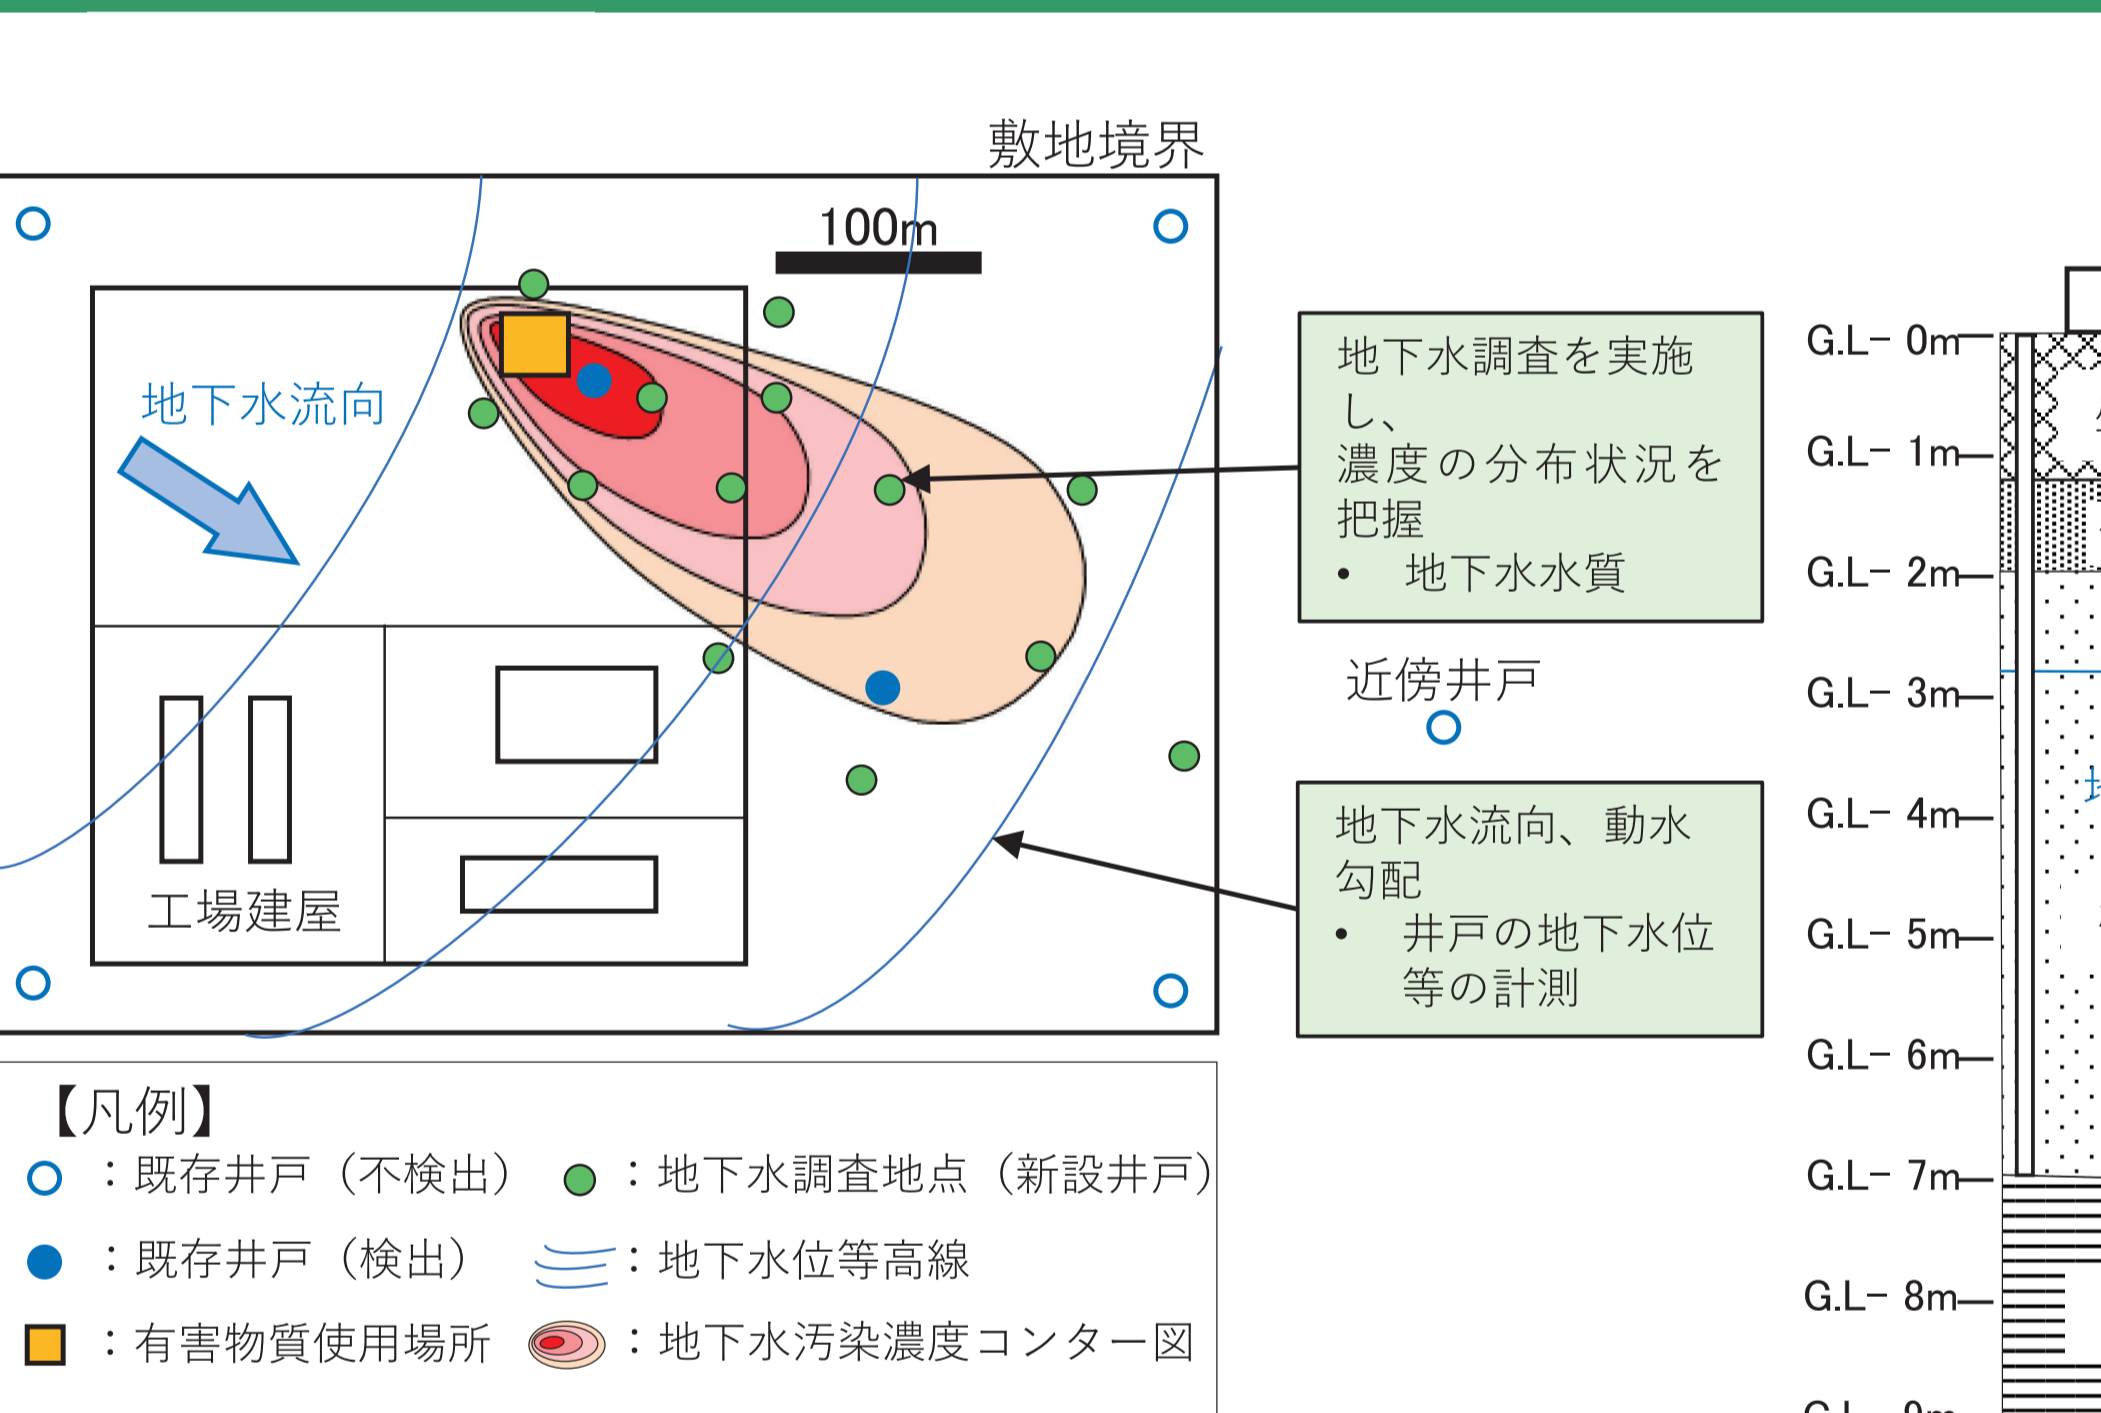 敷地境界
100m
地下水流向
工場建屋
地下水調査を実施
し、
濃度の分布状況を
把握
• 地下水水質
近傍井戸
地下水流向、動水
勾配
• 井戸の地下水位
等の計測
【凡例】
：既存井戸（不検出）
：地下水調査地点（新設井戸）
：既存井戸（検出）
：地下水位等高線
：有害物質使用場所
：地下水汚染濃度コンター図
G.L- 0m
G.L- 1m
G.L- 2m
G.L- 3m
G.L- 4m
G.L- 5m
G.L- 6m
G.L- 7m
G.L- 8m